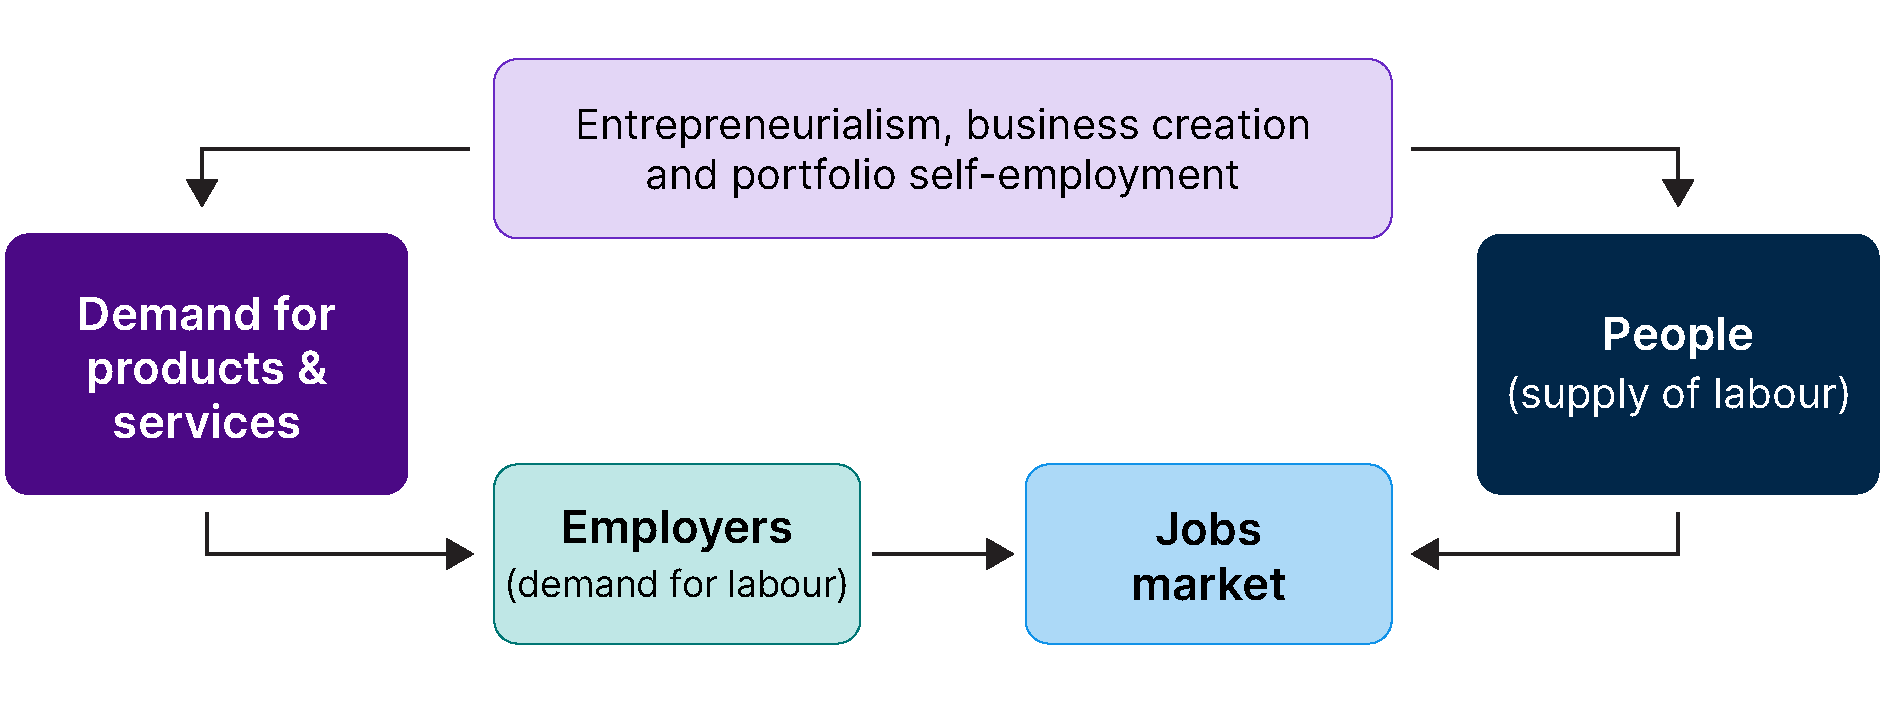 Entrepreneurialism, business creation
and portfolio self-employment
Demand for
products &
services
People
(supply of labour)
Employers
(demand for labour)
Jobs
market